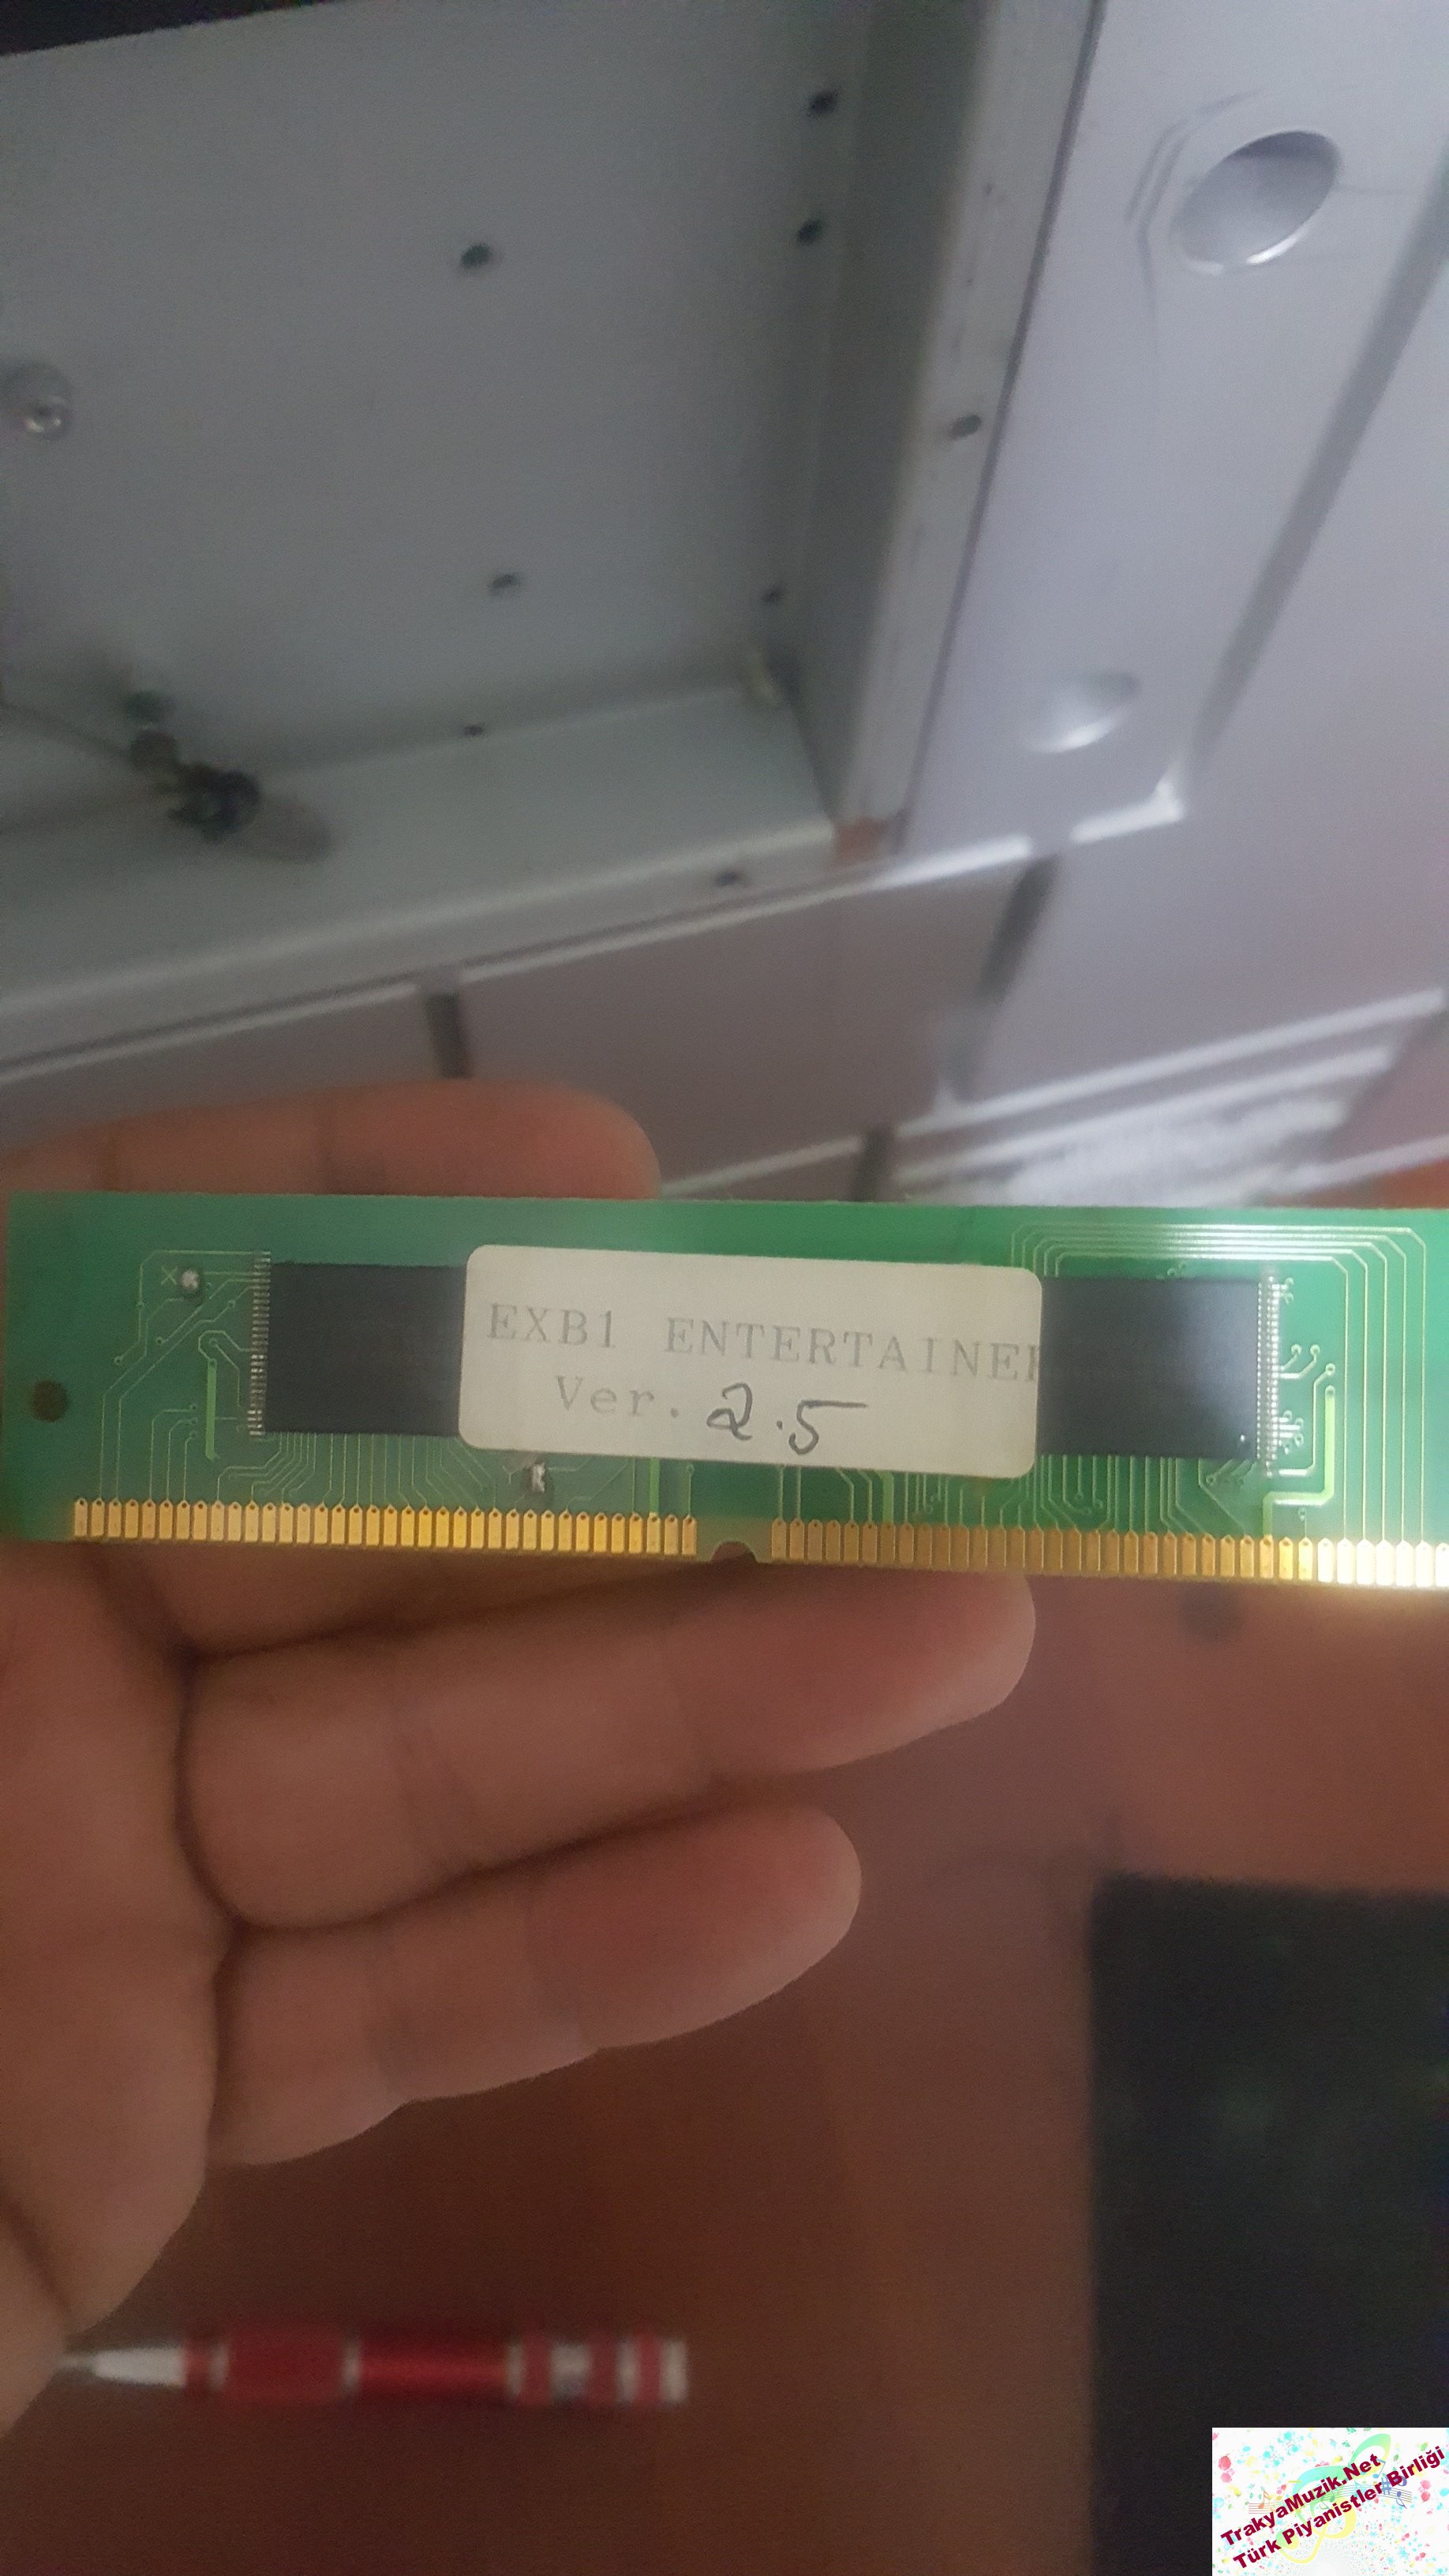 EXB1 ENTERTAINER
Ver. 2.5
TrakyaMuzik.Net
Türk Piyanistler Birliği